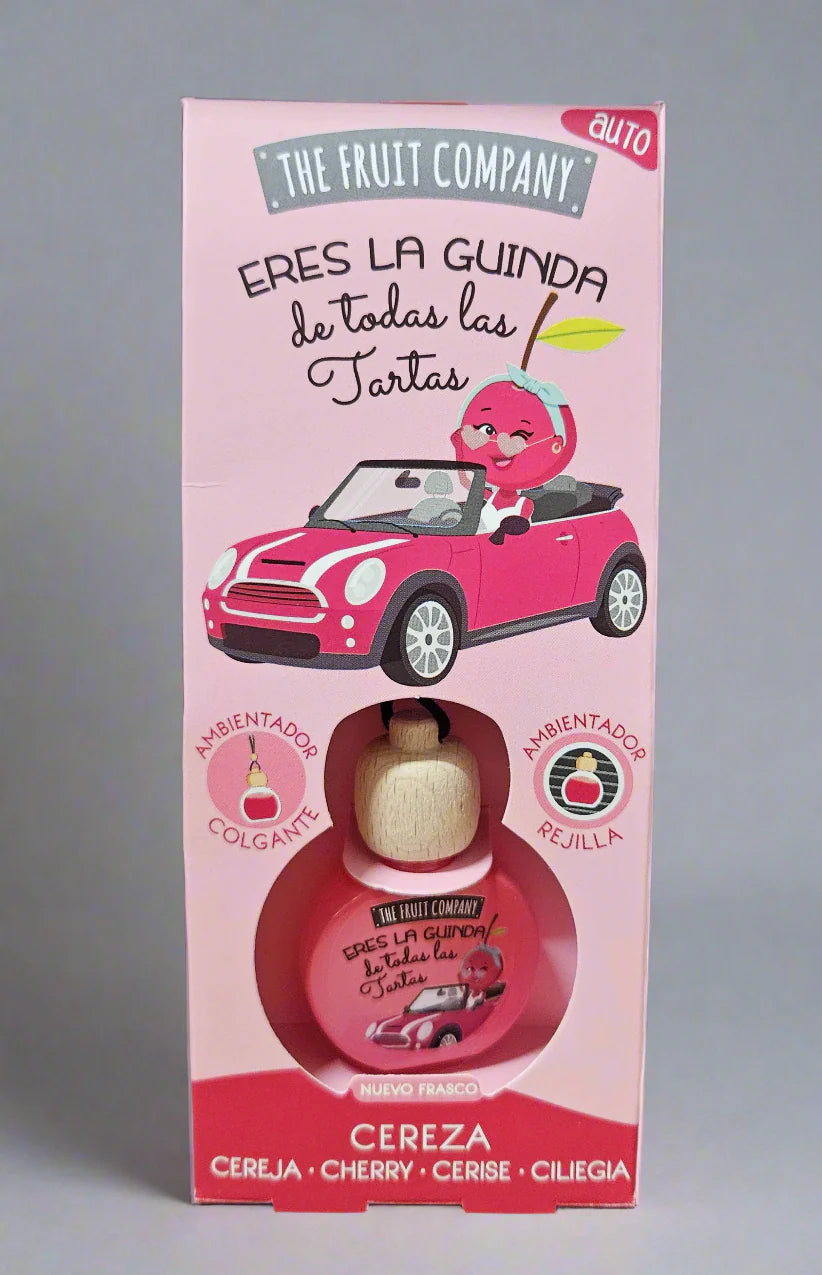 auto
THE FRUIT COMPANY
ERES LA GUINDA
de todas las
Tartas
AMBIENTADOR
COLGANTE
AMBIENTADOR
REJILLA
THE FRUIT COMPANY
ERES LA GUINDA
de todas las
Tartas
NUEVO FRASCO
CEREZA
CEREJA · CHERRY · CERISE · CILIEGIA